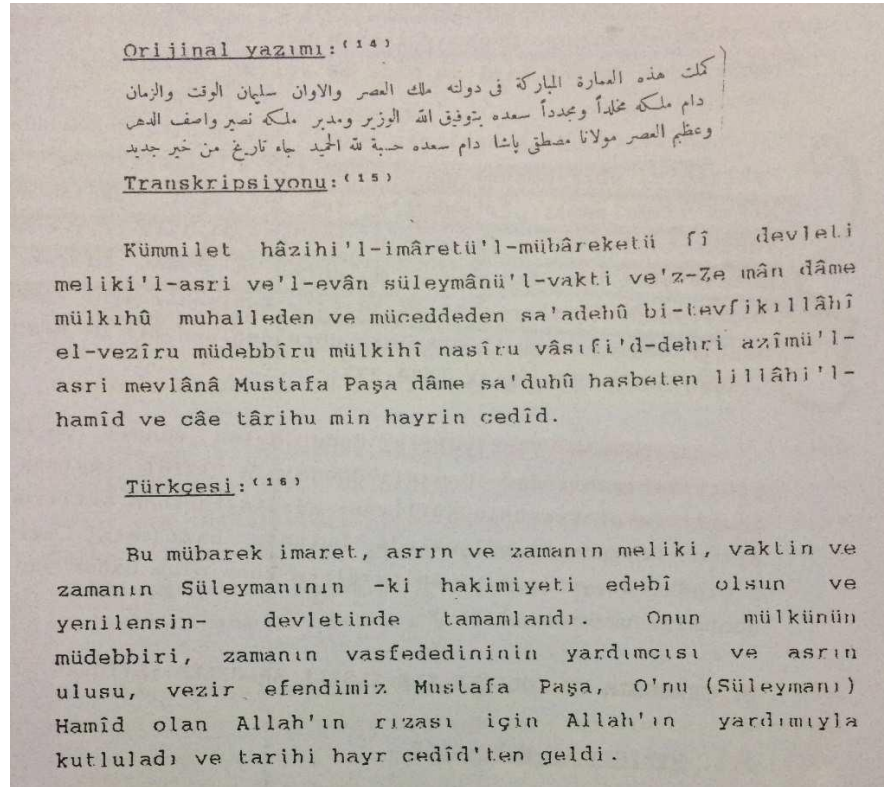 Orijinal yazımı:(14)
كملت هذه العمارة المباركة فى دولته ملك العصر والاوان سليمان الوقت والزمان
دام ملكه مخلداً ومجدداً سعده بتوفيق الله الوزير ومدبر ملكه نصير واصف الدهر
وعظيم العصر مولانا مصطفى پاشا دام سعده حسبة لله الحميد جاء تاريخ من خير جديد
Transkripsiyonu:(15)
Kümmilet hâzihi'l-imâretü'l-mübâreketü fî devleti
meliki'l-asri ve'l-evân süleymânü'l-vakti ve'z-Ze mân dâme
mülkıhû muhalleden ve müceddeden sa'adehû bi-tevfikıllâhî
el-vezîru müdebbîru mülkihî nasîru vâsıfi'd-dehri azîmü'l-
asri mevlânâ Mustafa Paşa dâme sa'duhû hasbeten lillâhi'l-
hamîd ve câe târihu min hayrin cedîd.
Türkçesi:(16)
Bu mübarek imaret, asrın ve zamanın meliki, vaktin ve
zamanın Süleymanının -ki hakimiyeti edebî olsun ve
yenilensin- devletinde tamamlandı. Onun mülkünün
müdebbiri, zamanın vasfededininin yardımcısı ve asrın
ulusu, vezir efendimiz Mustafa Paşa, O'nu (Süleymanı)
Hamîd olan Allah'ın rızası için Allah'ın yardımıyla
kutluladı ve tarihi hayr cedîd'ten geldi.